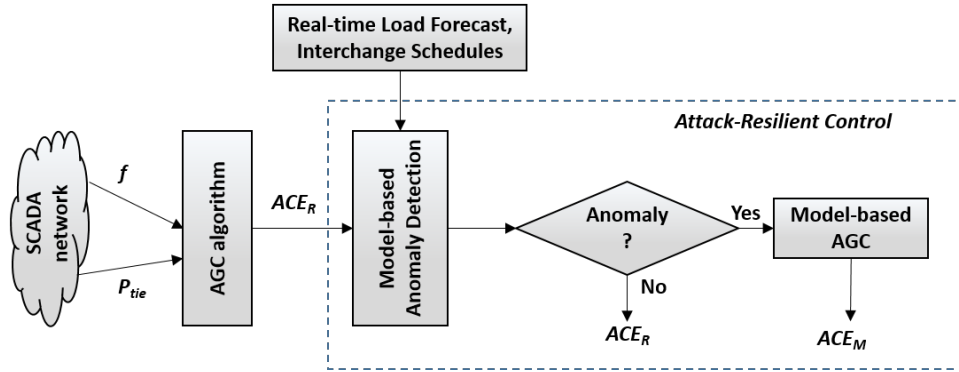 Real-time Load Forecast,
Interchange Schedules
Attack-Resilient Control
SCADA
network
f
P_tie
AGC algorithm
ACE_R
Model-based
Anomaly Detection
Anomaly
?
Yes
No
Model-based
AGC
ACE_R
ACE_M